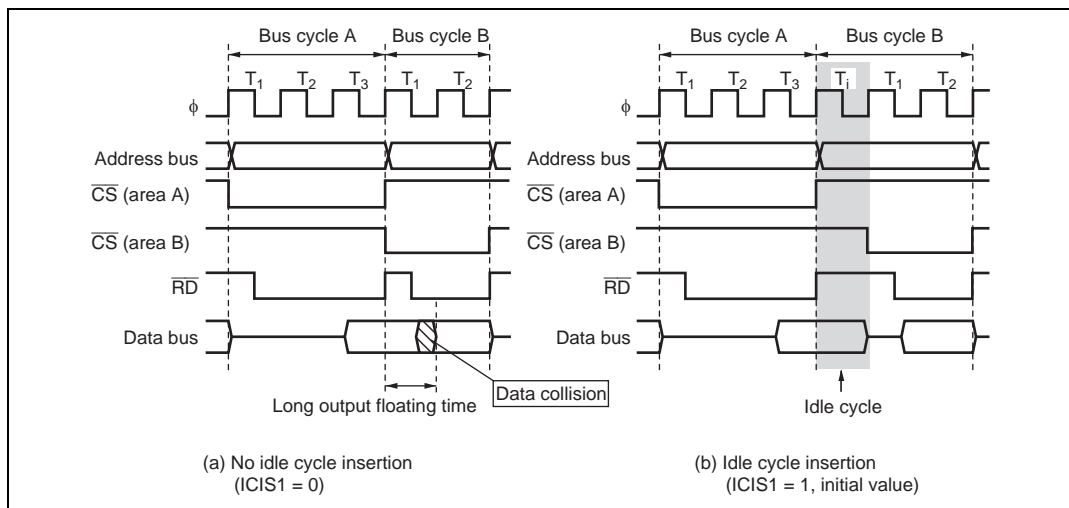 Bus cycle A Bus cycle B
T1 T2 T3 T1 T2
ϕ
Address bus
CS (area A)
CS (area B)
RD
Data bus
Data collision
Long output floating time
(a) No idle cycle insertion
(ICIS1 = 0)
Bus cycle A Bus cycle B
T1 T2 T3 Ti T1 T2
ϕ
Address bus
CS (area A)
CS (area B)
RD
Data bus
Idle cycle
(b) Idle cycle insertion
(ICIS1 = 1, initial value)